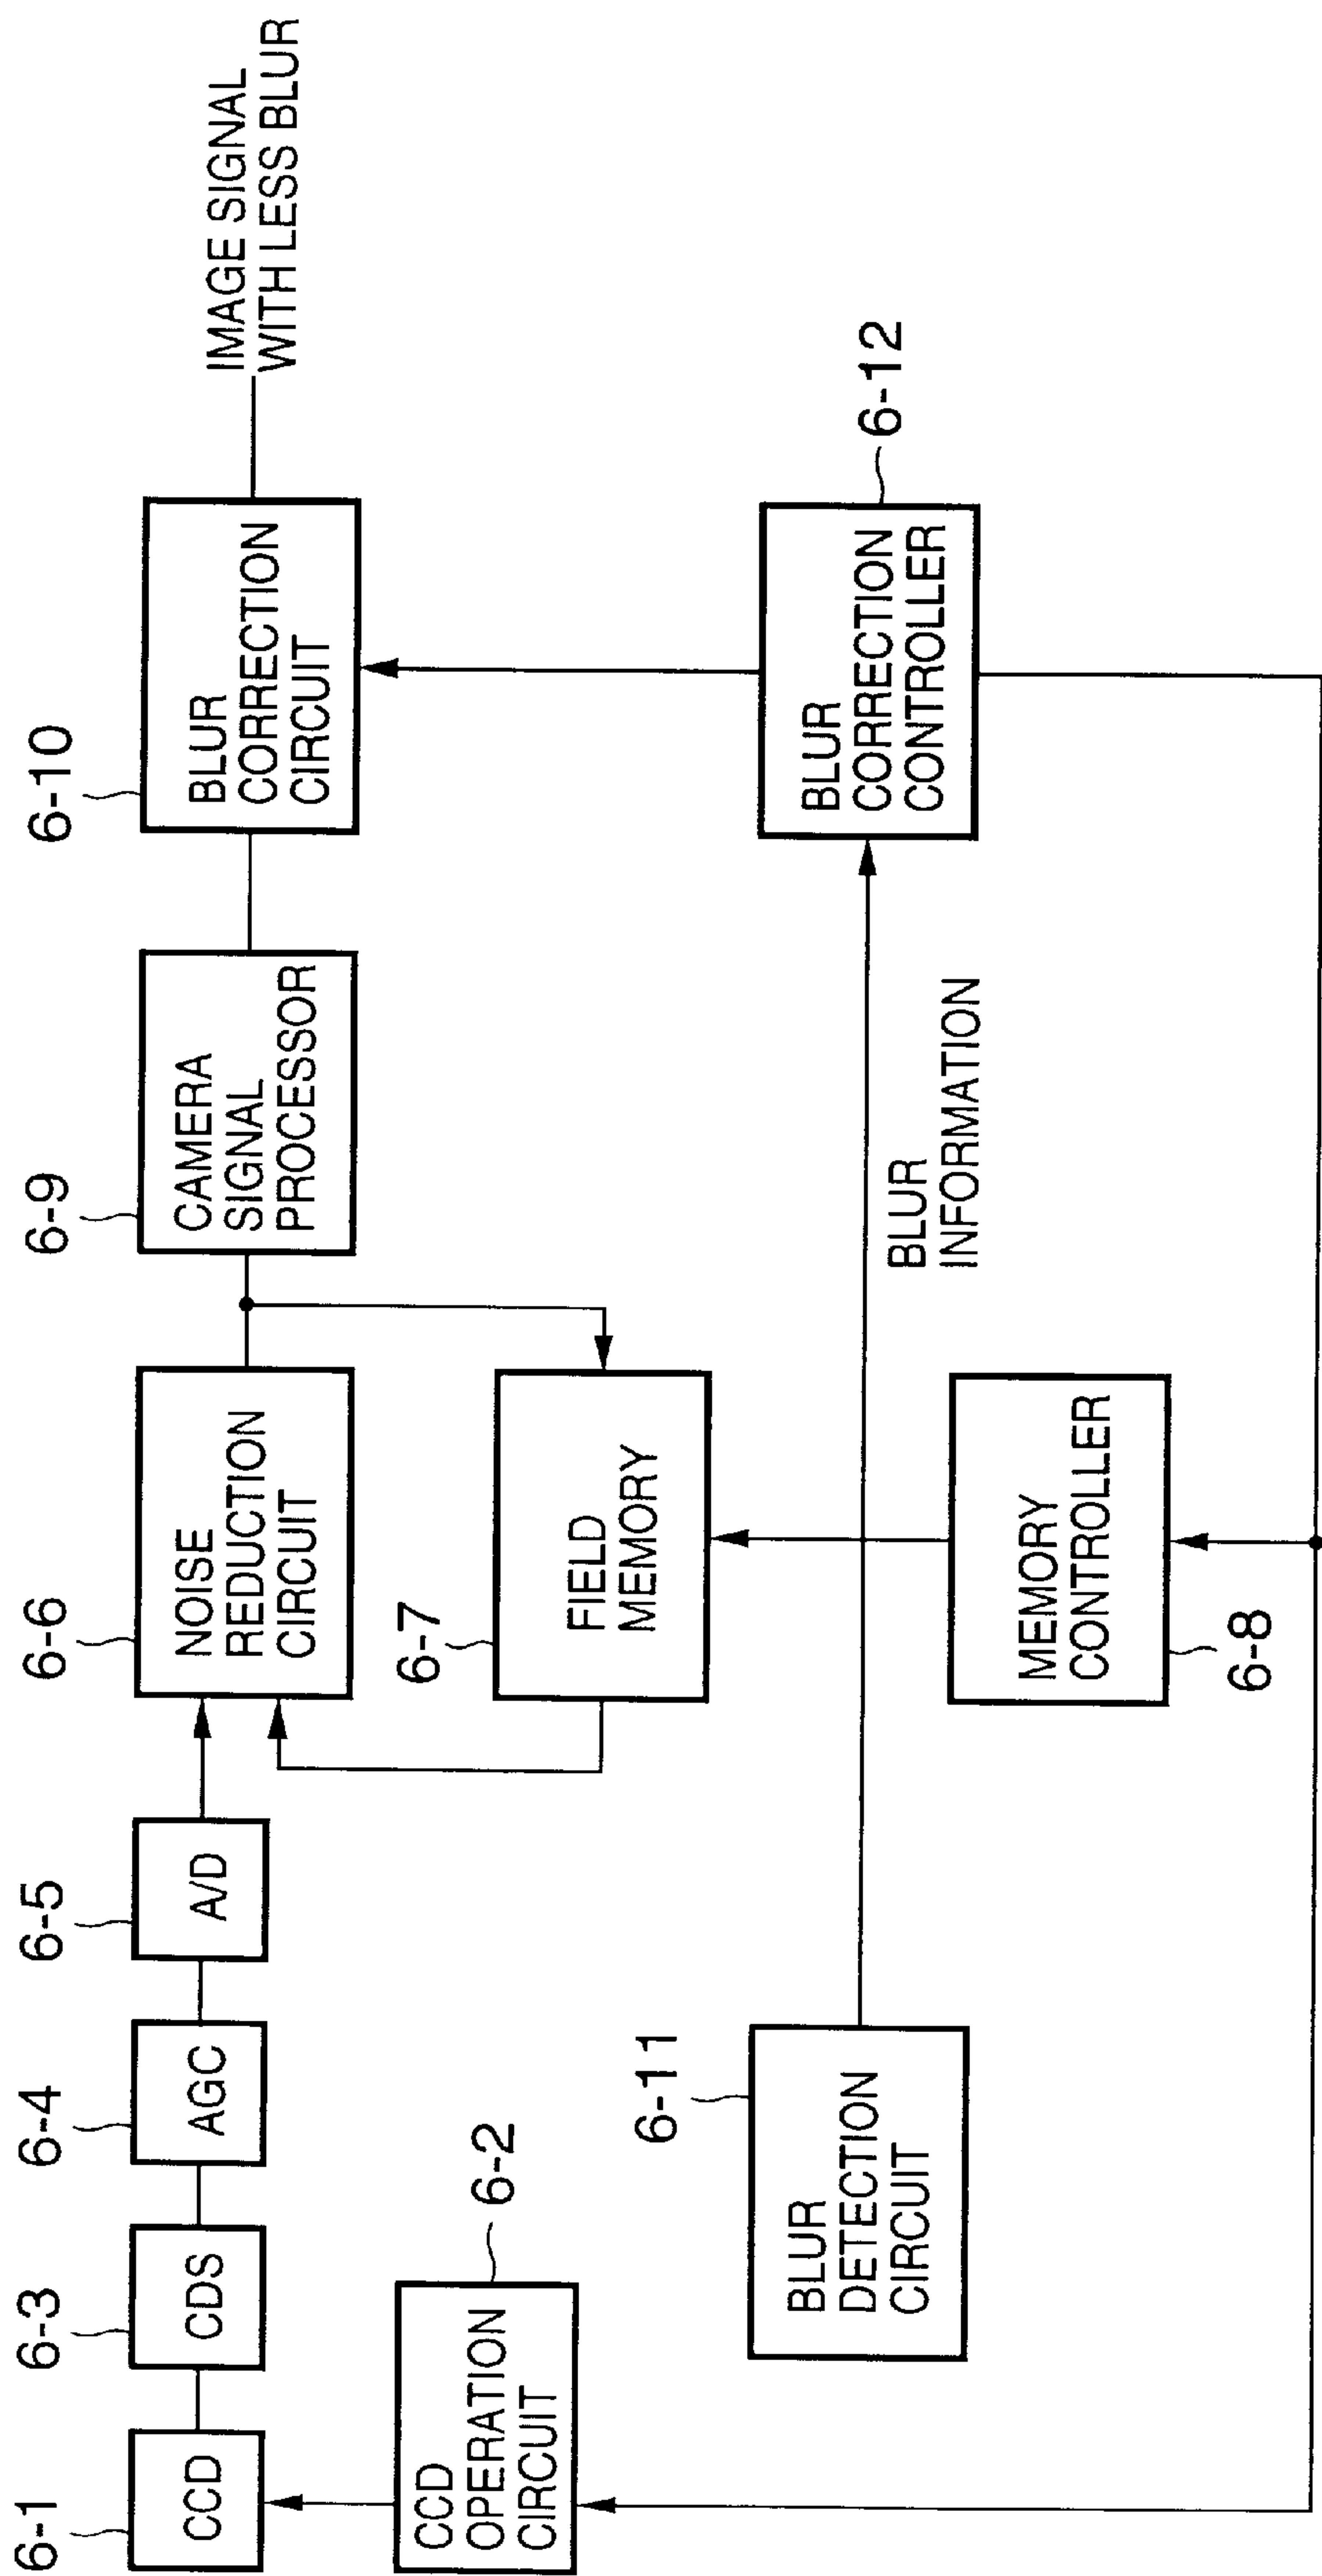 6-1
CCD
6-3
CDS
6-4
AGC
6-5
A/D
6-6
NOISE
REDUCTION
CIRCUIT
6-9
CAMERA
SIGNAL
PROCESSOR
6-10
BLUR
CORRECTION
CIRCUIT
IMAGE SIGNAL
WITH LESS BLUR
CCD
OPERATION
CIRCUIT
6-2
6-7
FIELD
MEMORY
6-11
BLUR
DETECTION
CIRCUIT
BLUR
INFORMATION
BLUR
CORRECTION
CONTROLLER
6-12
MEMORY
CONTROLLER
6-8